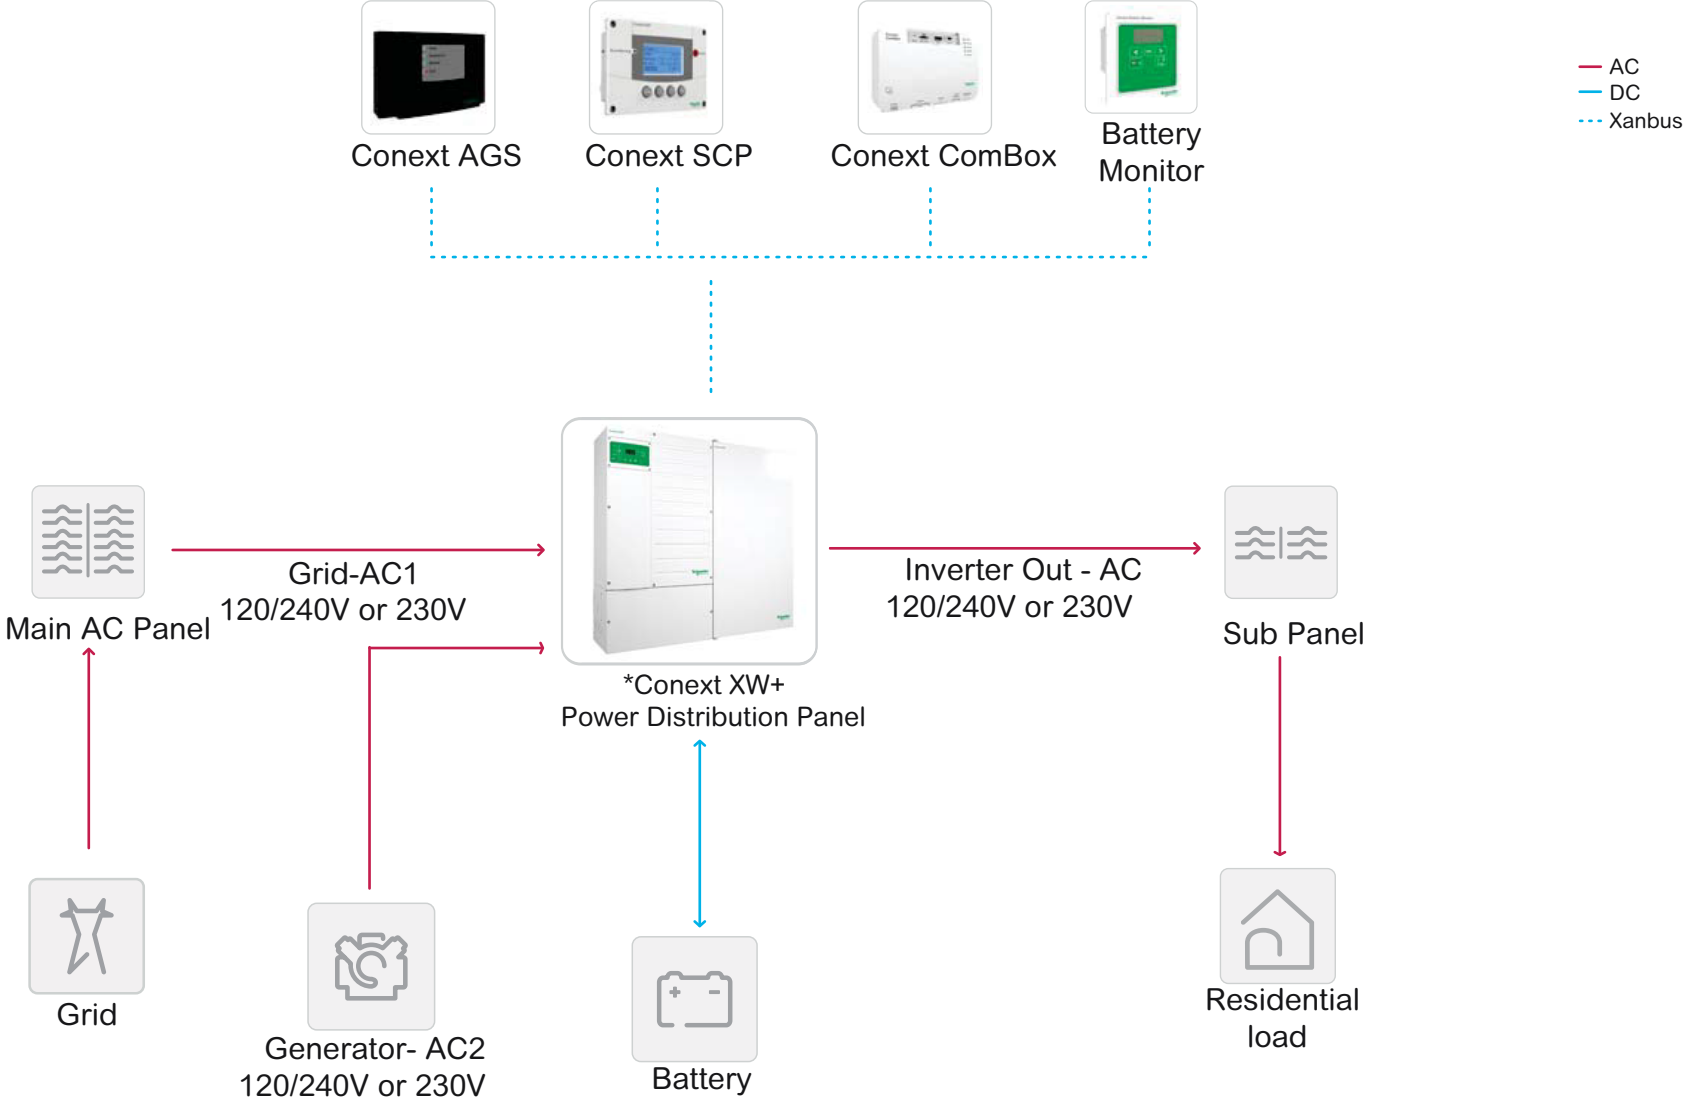 Conext AGS
Conext SCP
Conext ComBox
Battery
Monitor
AC
DC
Xanbus
Grid-AC1
120/240V or 230V
Inverter Out - AC
120/240V or 230V
Main AC Panel
Sub Panel
*Conext XW+
Power Distribution Panel
Grid
Generator- AC2
120/240V or 230V
Battery
Residential
load